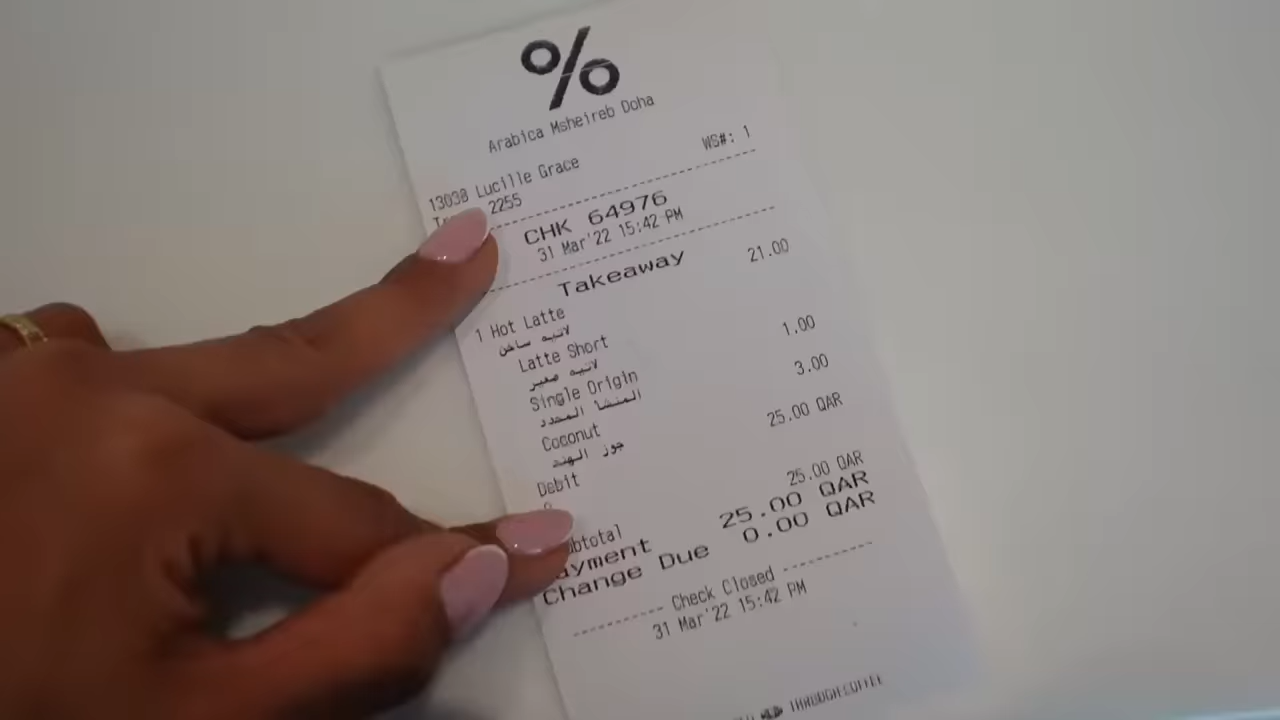 %
Arabica Msheireb Doha
13038 Lucille Grace WS#: 1
2255
CHK 64976
31 Mar'22 15:42 PM
Takeaway
1 Hot Latte 21.00
لاتيه ساخن
Latte Short
لاتيه صغير
Single Origin 1.00
المنشأ المحدد
Coconut 3.00
جوز الهند
Debit 25.00 QAR
ubtotal 25.00 QAR
ayment 25.00 QAR
Change Due 0.00 QAR
Check Closed
31 Mar'22 15:42 PM
THROUGH COFFEE